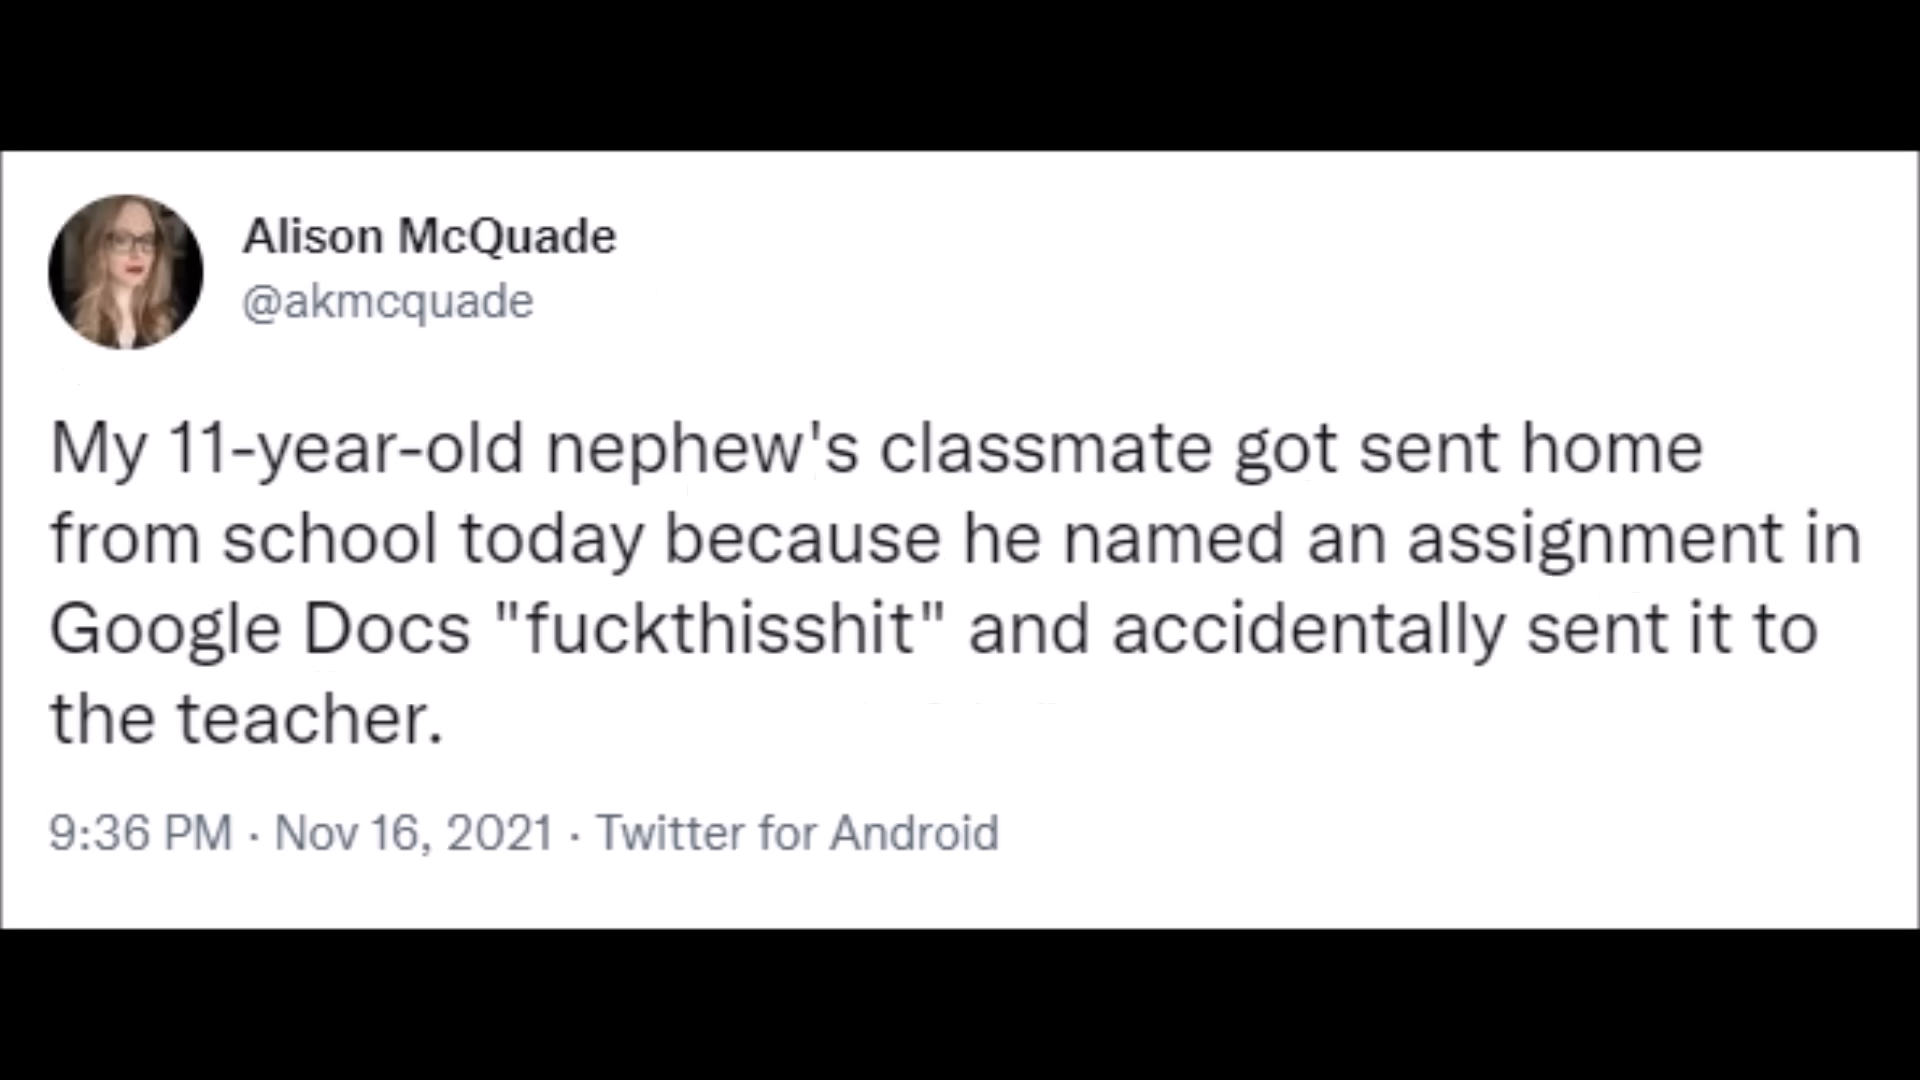 Alison McQuade
@akmcquade
My 11-year-old nephew's classmate got sent home
from school today because he named an assignment in
Google Docs "fuckthisshit" and accidentally sent it to
the teacher.
9:36 PM · Nov 16, 2021 · Twitter for Android